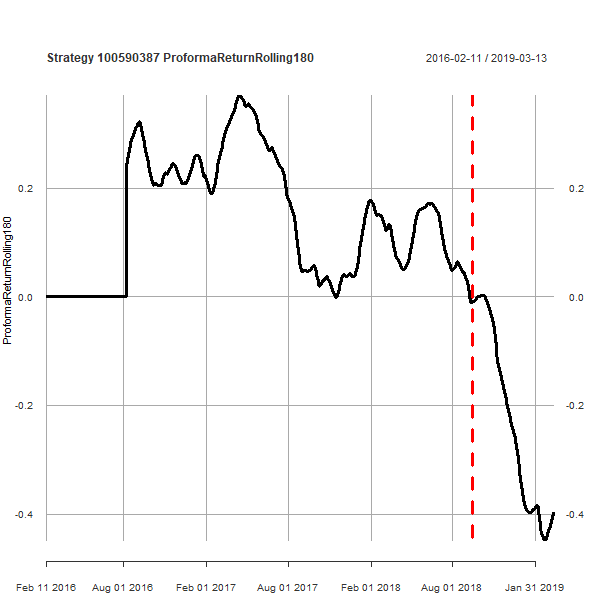 Strategy 100590387 ProformaReturnRolling180
2016-02-11 / 2019-03-13
ProformaReturnRolling180
0.2
0.2
0.0
0.0
-0.2
-0.2
-0.4
-0.4
Feb 11 2016
Aug 01 2016
Feb 01 2017
Aug 01 2017
Feb 01 2018
Aug 01 2018
Jan 31 2019